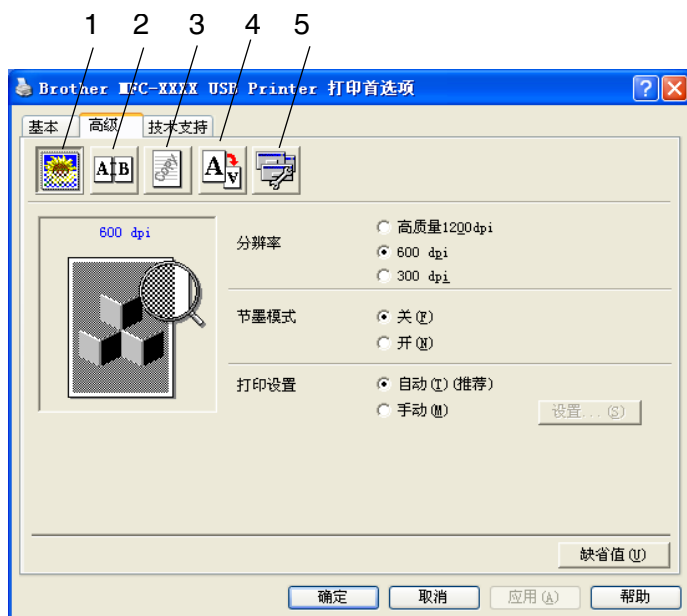 1 2 3 4 5
Brother MFC-XXXX USB Printer 打印首选项
基本 高级 技术支持
A B COPY A A
600 dpi
分辨率
高质量1200dpi
600 dpi
300 dpi
节墨模式
关(F)
开(N)
打印设置
自动(T)(推荐)
手动(M)
设置...(S)
缺省值(U)
确定 取消 应用(A) 帮助